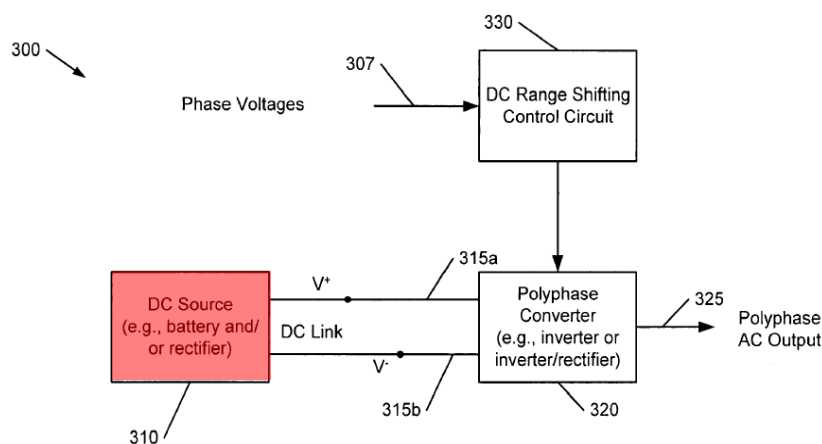 330
300
307
Phase Voltages
DC Range Shifting
Control Circuit
315a
V+
DC Source
(e.g., battery and/
or rectifier)
DC Link
Polyphase
Converter
(e.g., inverter or
inverter/rectifier)
325
Polyphase
AC Output
V-
315b
310
320